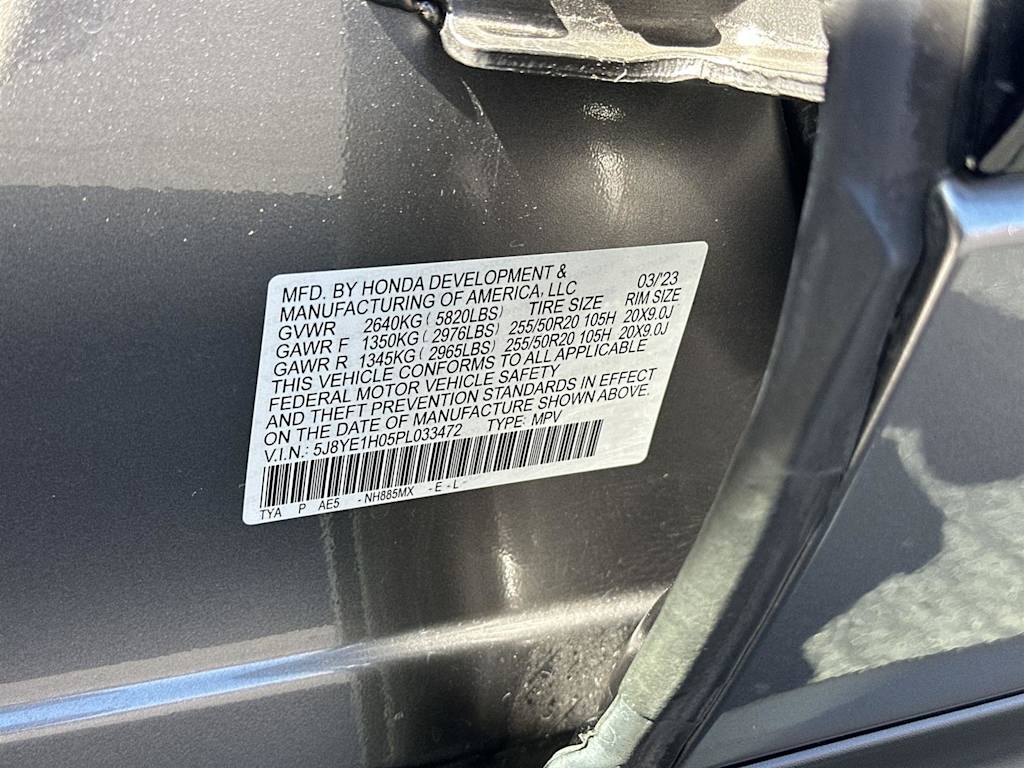 MFD. BY HONDA DEVELOPMENT & 03/'23
MANUFACTURING OF AMERICA, LLC
GVWR 2640KG ( 5820LBS) TIRE SIZE RIM SIZE
GAWR F 1350KG ( 2976LBS) 255/50R20 105H 20X9.0J
GAWR R 1345KG ( 2965LBS) 255/50R20 105H 20X9.0J
THIS VEHICLE CONFORMS TO ALL APPLICABLE
FEDERAL MOTOR VEHICLE SAFETY
AND THEFT PREVENTION STANDARDS IN EFFECT
ON THE DATE OF MANUFACTURE SHOWN ABOVE.
V.I.N.: 5J8YE1H05PL033472 TYPE: MPV
TYA P AE5 - NH885MX - E - L -